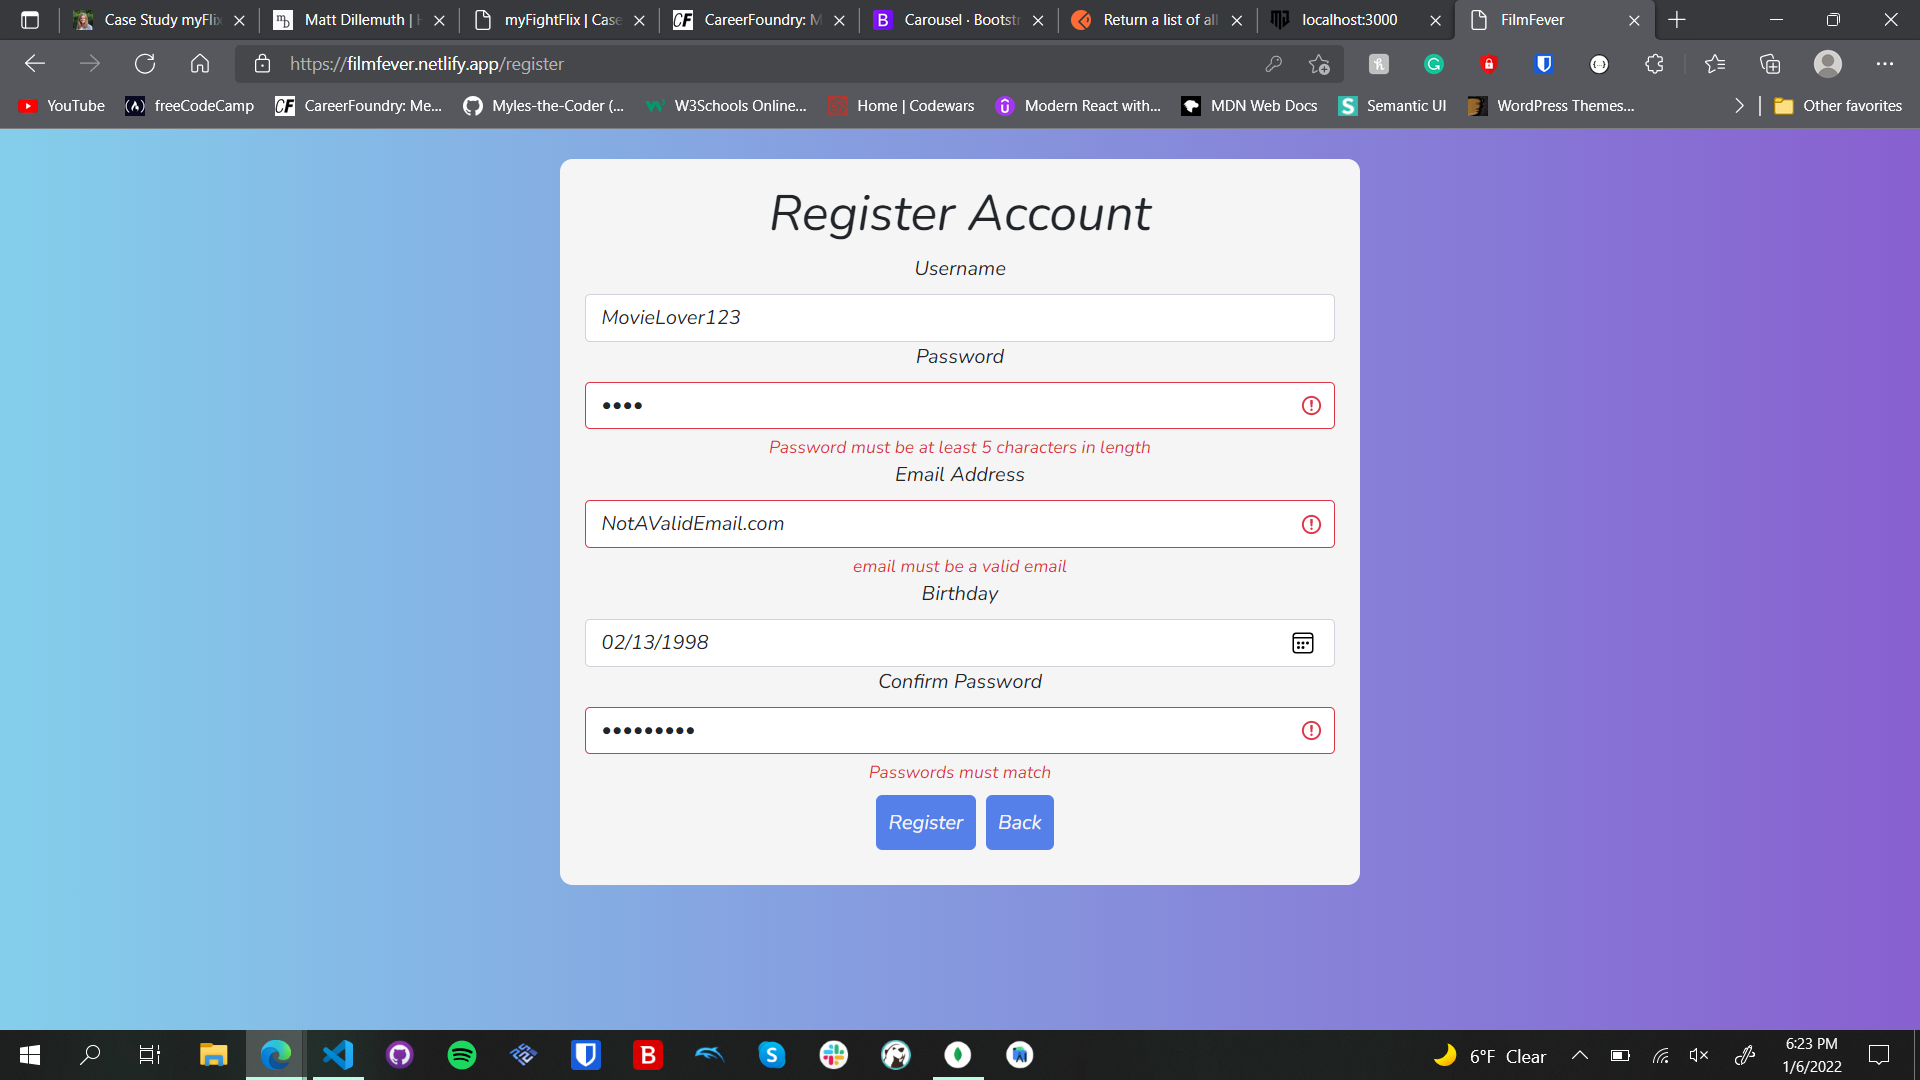 Case Study myFlix
Matt Dillemuth |
myFightFlix | Case
CareerFoundry: M
Carousel · Bootst
Return a list of all
localhost:3000
FilmFever
https://filmfever.netlify.app/register
YouTube
freeCodeCamp
CareerFoundry: Me...
Myles-the-Coder (...
W3Schools Online...
Home | Codewars
Modern React with...
MDN Web Docs
Semantic UI
WordPress Themes...
Other favorites
Register Account
Username
MovieLover123
Password
••••
Password must be at least 5 characters in length
Email Address
NotAValidEmail.com
email must be a valid email
Birthday
02/13/1998
Confirm Password
•••••••••
Passwords must match
Register Back
6°F Clear
6:23 PM
1/6/2022